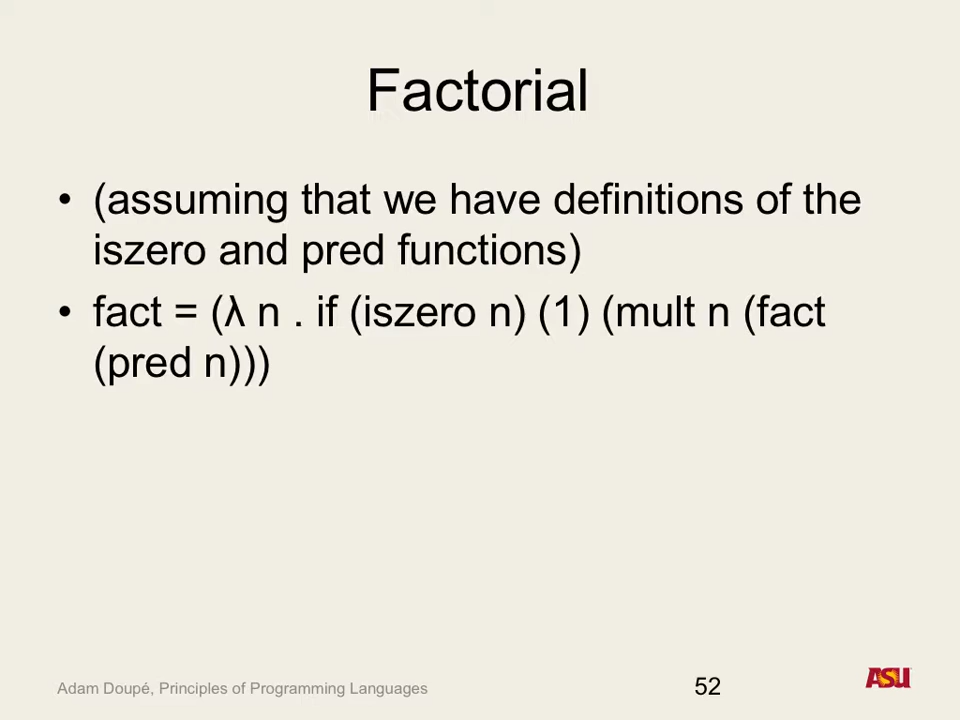 Factorial
• (assuming that we have definitions of the
iszero and pred functions)
• fact = (λ n . if (iszero n) (1) (mult n (fact
(pred n)))
Adam Doupé, Principles of Programming Languages
52
ASU